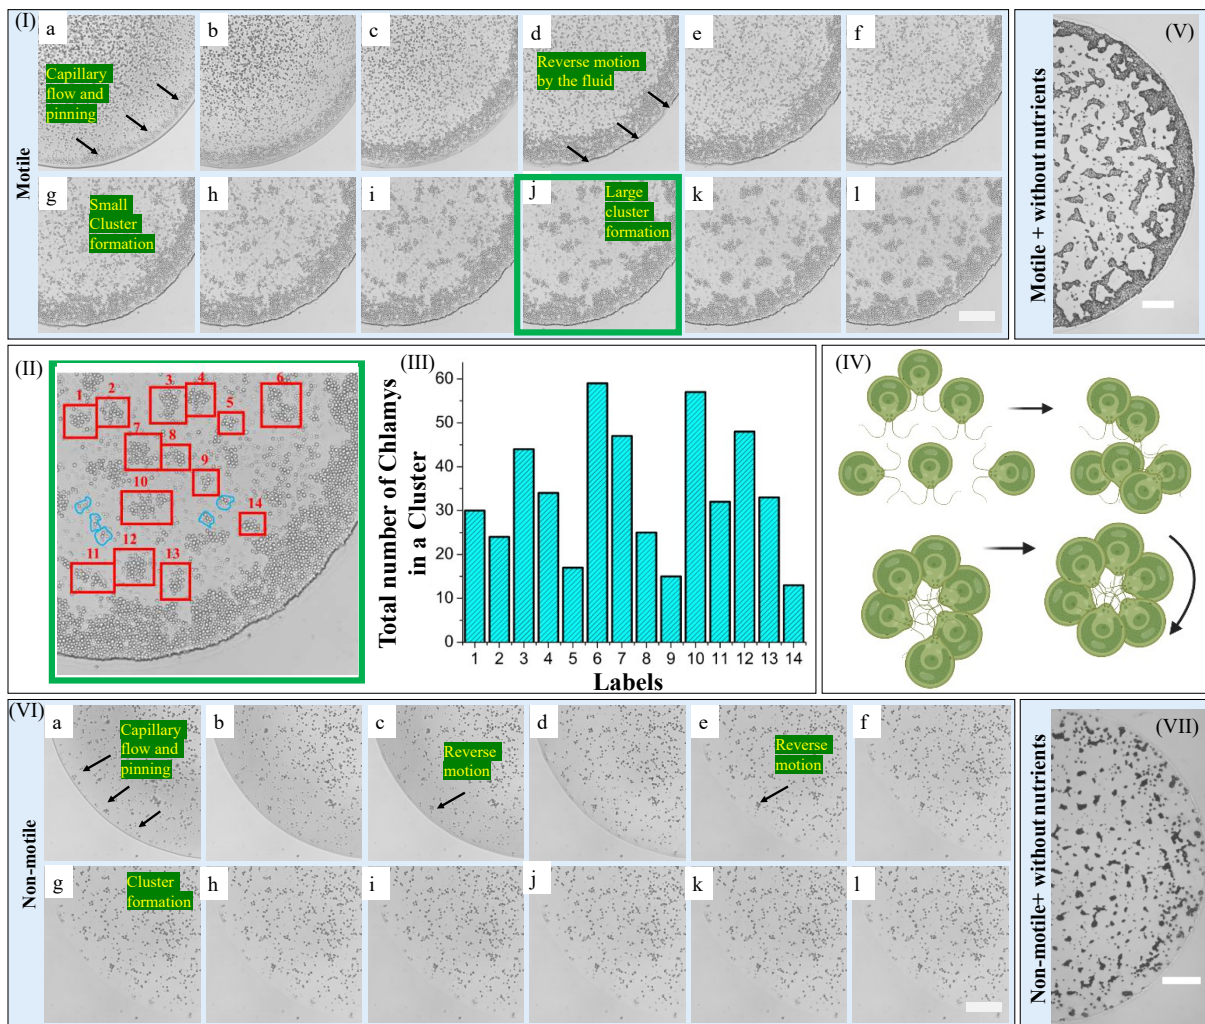 (I)
Motile
a
b
c
d
e
f
Capillary
flow and
pinning
Reverse motion
by the fluid
g
h
i
j
k
l
Small
Cluster
formation
Large
cluster
formation
(V)
Motile + without nutrients
(II)
1
2
3
4
5
6
7
8
9
10
11
12
13
14
(III)
Total number of Chlamys
in a Cluster
60
50
40
30
20
10
0
1 2 3 4 5 6 7 8 9 10 11 12 13 14
Labels
(IV)
(VI)
Non-motile
a
b
c
d
e
f
Capillary
flow and
pinning
Reverse
motion
Reverse
motion
g
h
i
j
k
l
Cluster
formation
(VII)
Non-motile+ without nutrients